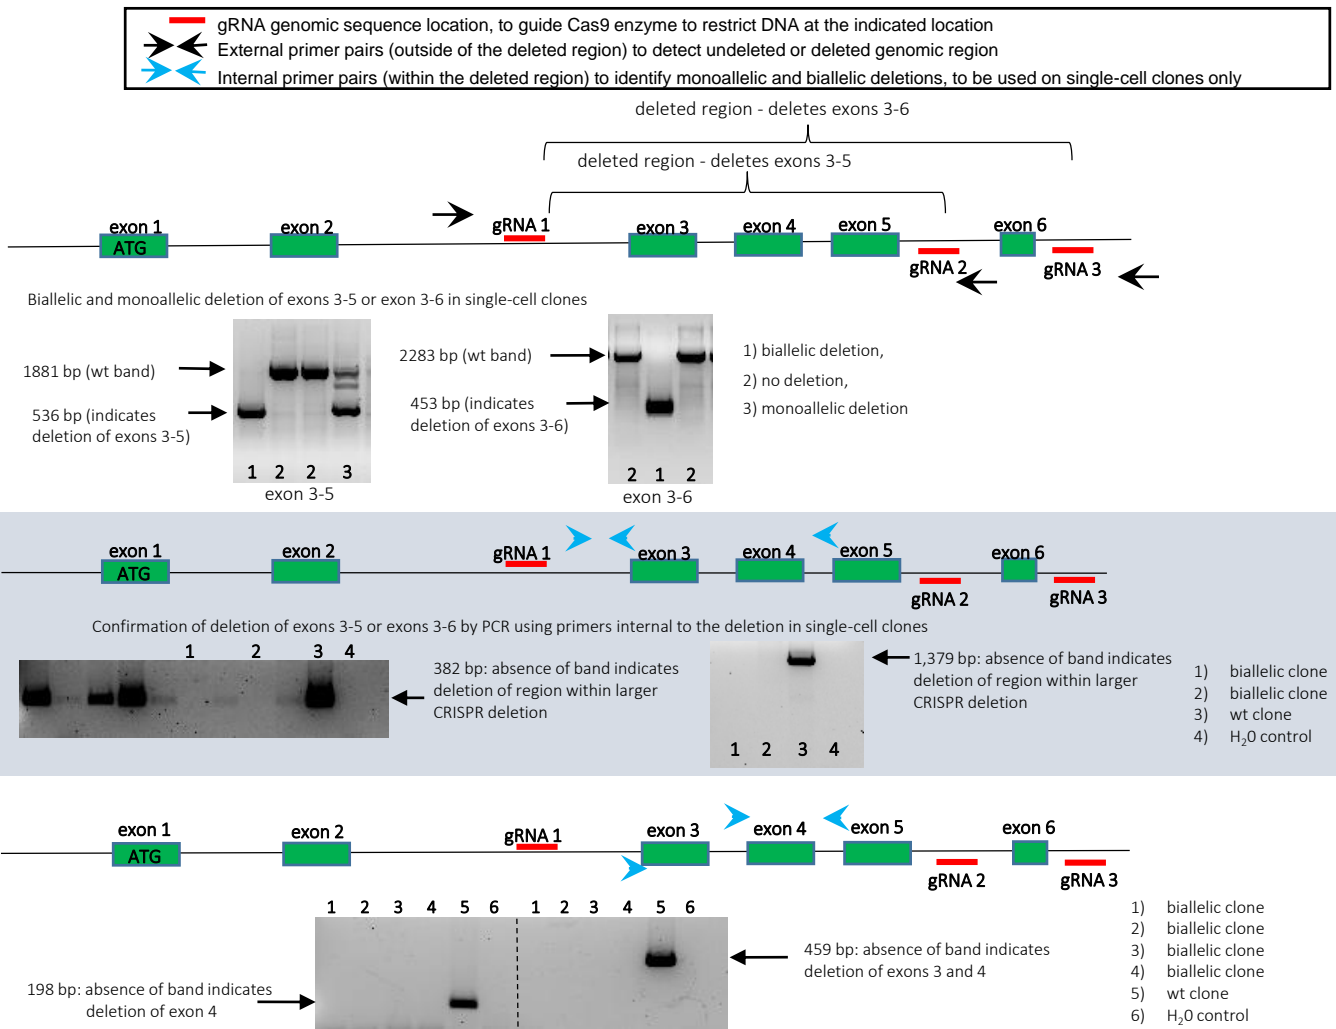 gRNA genomic sequence location, to guide Cas9 enzyme to restrict DNA at the indicated location
External primer pairs (outside of the deleted region) to detect undeleted or deleted genomic region
Internal primer pairs (within the deleted region) to identify monoallelic and biallelic deletions, to be used on single-cell clones only
deleted region - deletes exons 3-6
deleted region - deletes exons 3-5
exon 1
exon 2
gRNA 1
exon 3
exon 4
exon 5
exon 6
ATG
gRNA 2
gRNA 3
Biallelic and monoallelic deletion of exons 3-5 or exon 3-6 in single-cell clones
1881 bp (wt band)
536 bp (indicates
deletion of exons 3-5)
1 2 2 3
exon 3-5
2283 bp (wt band)
453 bp (indicates
deletion of exons 3-6)
2 1 2
exon 3-6
1) biallelic deletion,
2) no deletion,
3) monoallelic deletion
exon 1
exon 2
gRNA 1
exon 3
exon 4
exon 5
exon 6
ATG
gRNA 2
gRNA 3
Confirmation of deletion of exons 3-5 or exons 3-6 by PCR using primers internal to the deletion in single-cell clones
1 2 3 4
382 bp: absence of band indicates
deletion of region within larger
CRISPR deletion
1 2 3 4
1,379 bp: absence of band indicates
deletion of region within larger
CRISPR deletion
1) biallelic clone
2) biallelic clone
3) wt clone
4) H20 control
exon 1
exon 2
gRNA 1
exon 3
exon 4
exon 5
exon 6
ATG
gRNA 2
gRNA 3
1 2 3 4 5 6 1 2 3 4 5 6
198 bp: absence of band indicates
deletion of exon 4
459 bp: absence of band indicates
deletion of exons 3 and 4
1) biallelic clone
2) biallelic clone
3) biallelic clone
4) biallelic clone
5) wt clone
6) H20 control